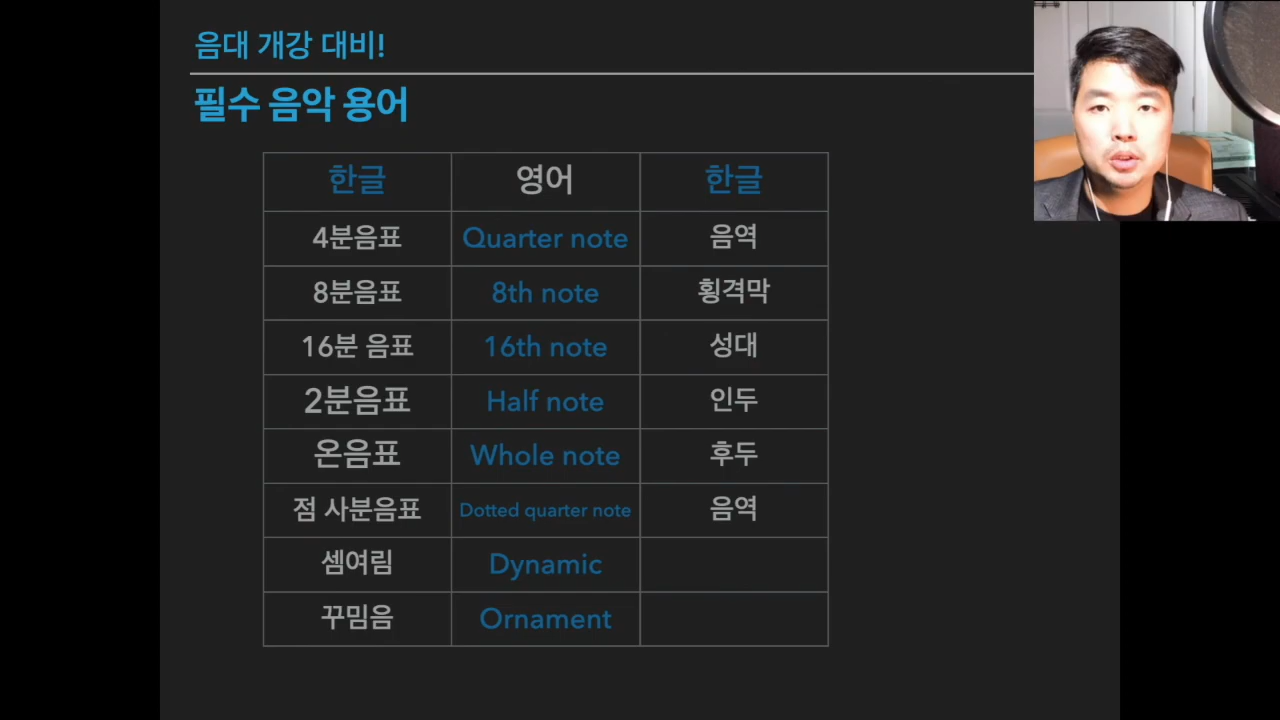 음대 개강 대비!
필수 음악 용어
한글 영어 한글
4분음표 Quarter note 음역
8분음표 8th note 횡격막
16분 음표 16th note 성대
2분음표 Half note 인두
온음표 Whole note 후두
점 사분음표 Dotted quarter note 음역
셈여림 Dynamic
꾸밈음 Ornament